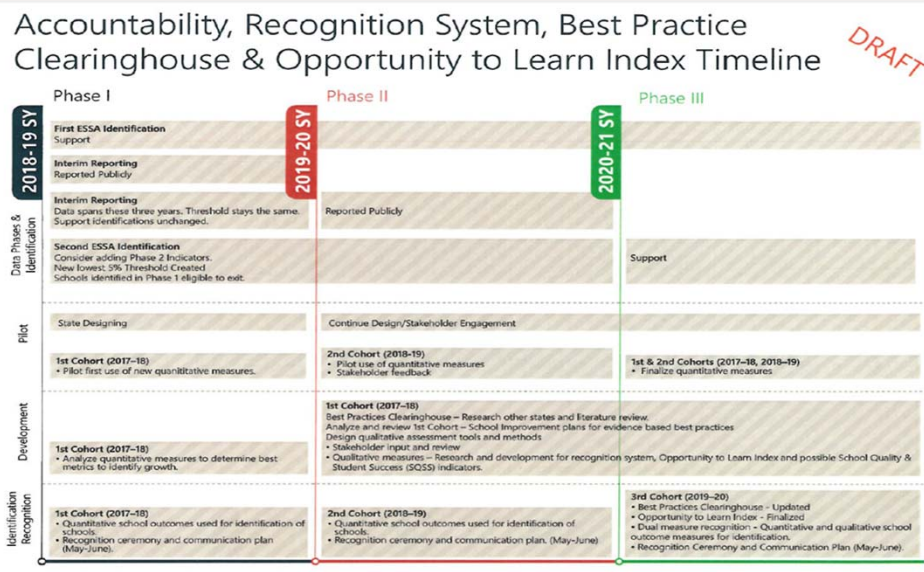 Accountability, Recognition System, Best Practice
Clearinghouse & Opportunity to Learn Index Timeline
DRAFT
Phase I
Phase II
Phase III
2018-19 SY
2019-20 SY
2020-21 SY
First ESSA Identification
Support
Interim Reporting
Reported Publicly
Interim Reporting
Data spans these three years. Threshold stays the same.
Support identifications unchanged.
Reported Publicly
Data Phases &
Identification
Second ESSA Identification
Consider adding Phase 2 Indicators.
New lowest 5% Threshold Created
Schools identified in Phase 1 eligible to exit.
Support
Pilot
State Designing
Continue Design/Stakeholder Engagement
1st Cohort (2017–18)
• Pilot first use of new quanititative measures.
2nd Cohort (2018-19)
• Pilot use of quantitative measures
• Stakeholder feedback
1st & 2nd Cohorts (2017–18, 2018–19)
• Finalize quantitative measures
Development
1st Cohort (2017–18)
• Analyze quantitative measures to determine best
metrics to identify growth.
1st Cohort (2017–18)
Best Practices Clearinghouse – Research other states and literature review.
Analyze and review 1st Cohort – School Improvement plans for evidence based best practices
Design qualitative assessment tools and methods
• Stakeholder input and review
• Qualitative measures – Research and development for recognition system, Opportunity to Learn Index and possible School Quality &
Student Success (SQSS) indicators.
Identification
Recognition
1st Cohort (2017–18)
• Quantitative school outcomes used for identification of
schools.
• Recognition ceremony and communication plan
(May-June).
2nd Cohort (2018–19)
• Quantitative school outcomes used for identification of
schools.
• Recognition ceremony and communication plan. (May-June)
3rd Cohort (2019–20)
• Best Practices Clearinghouse - Updated
• Opportunity to Learn Index - Finalized
• Dual measure recognition - Quantitative and qualitative school
outcome measures for identification.
• Recognition Ceremony and Communication Plan (May-June).